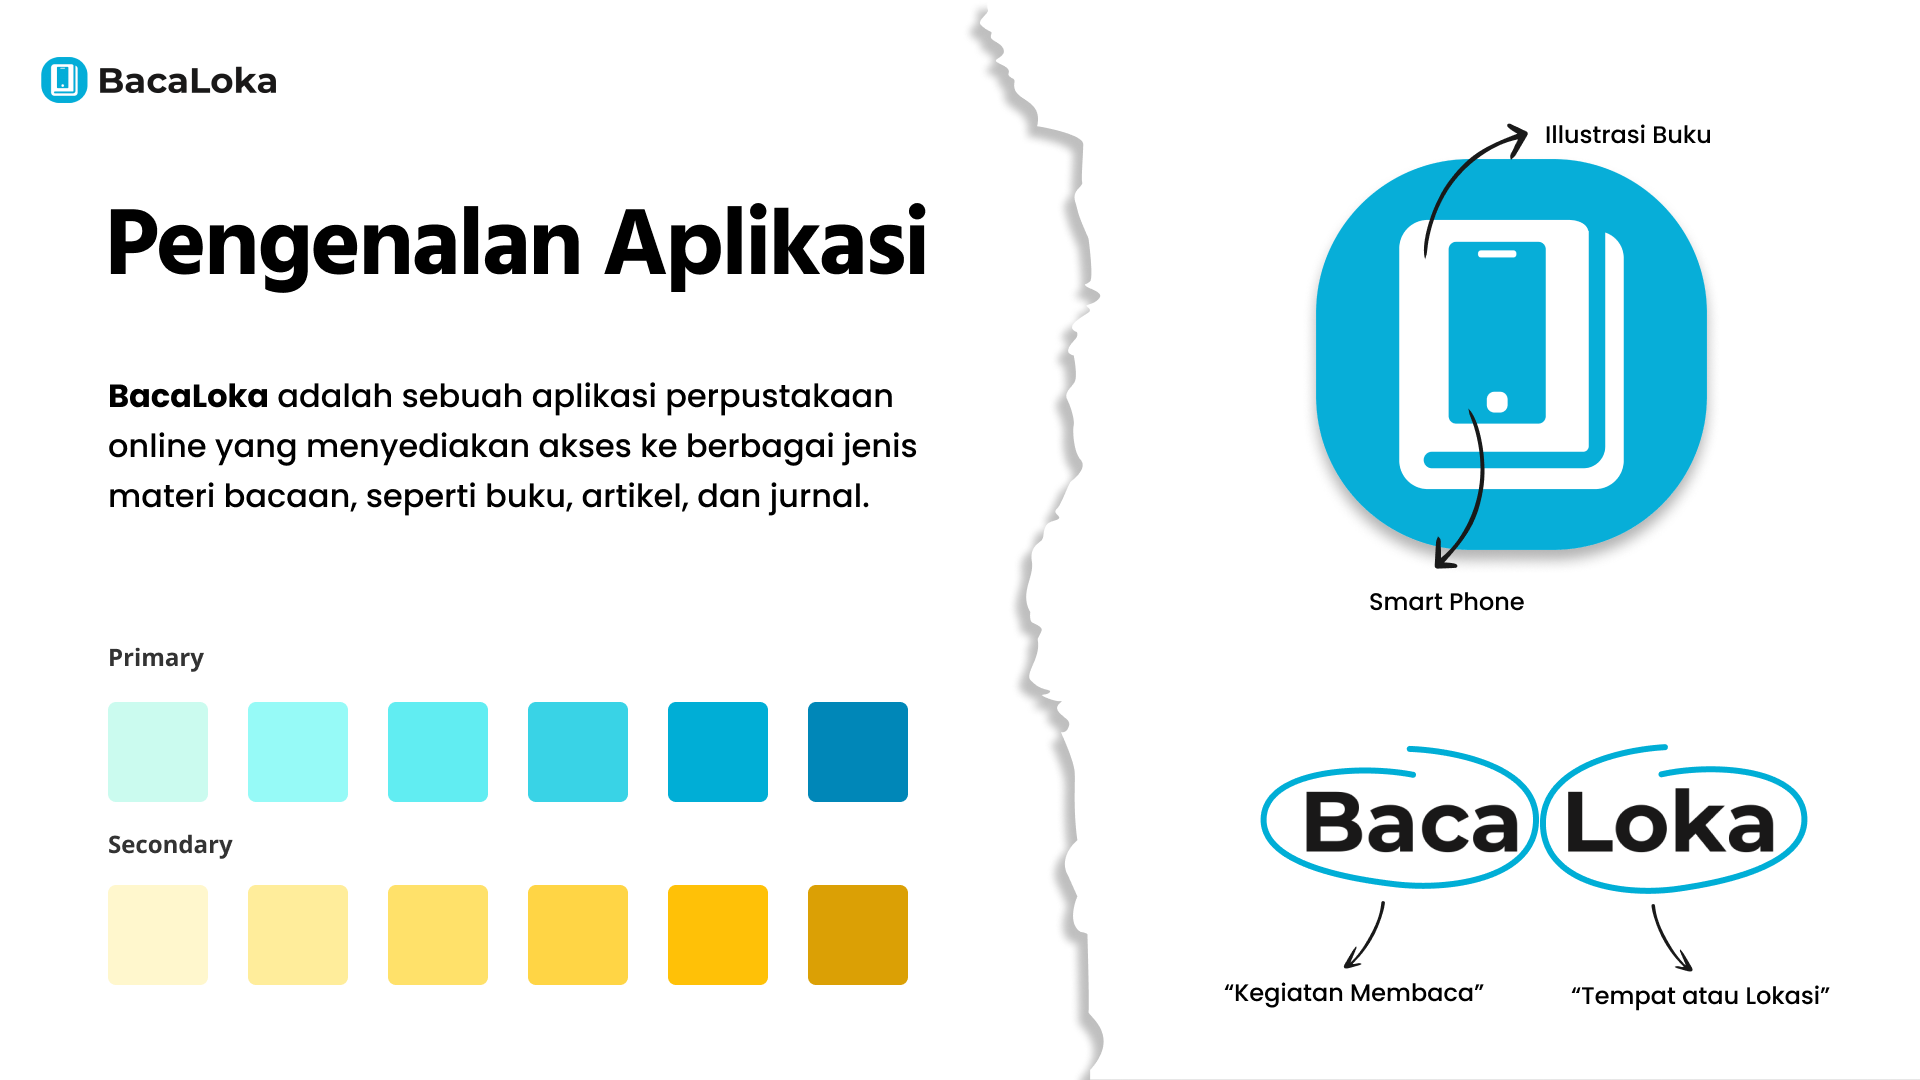 BacaLoka
Pengenalan Aplikasi
BacaLoka adalah sebuah aplikasi perpustakaan
online yang menyediakan akses ke berbagai jenis
materi bacaan, seperti buku, artikel, dan jurnal.
Primary
Secondary
Illustrasi Buku
Smart Phone
Baca Loka
“Kegiatan Membaca”
“Tempat atau Lokasi”